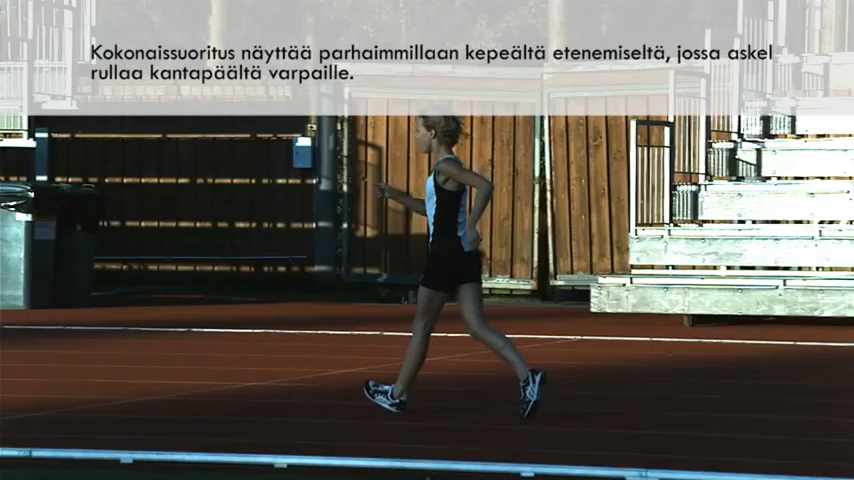 Kokonaissuoritus näyttää parhaimmillaan kepeältä etenemiseltä, jossa askel
rullaa kantapäältä varpaille.